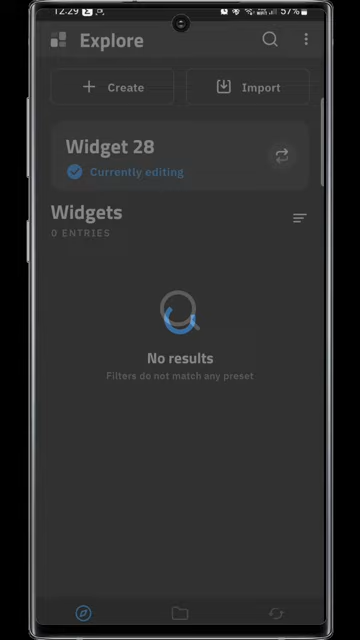 12:29 57%
Explore
Create Import
Widget 28
Currently editing
Widgets
0 ENTRIES
No results
Filters do not match any preset